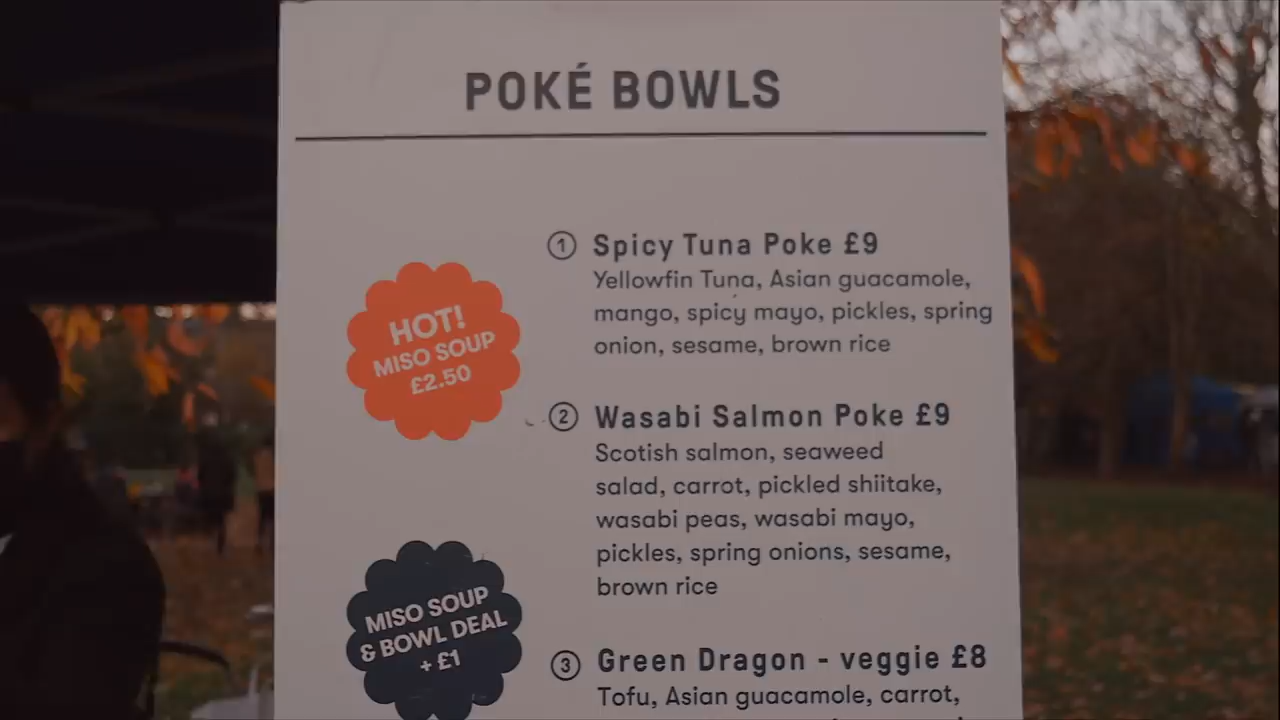 POKÉ BOWLS
HOT!
MISO SOUP
£2.50
MISO SOUP
& BOWL DEAL
+ £1
1 Spicy Tuna Poke £9
Yellowfin Tuna, Asian guacamole,
mango, spicy mayo, pickles, spring
onion, sesame, brown rice
2 Wasabi Salmon Poke £9
Scotish salmon, seaweed
salad, carrot, pickled shiitake,
wasabi peas, wasabi mayo,
pickles, spring onions, sesame,
brown rice
3 Green Dragon - veggie £8
Tofu, Asian guacamole, carrot,